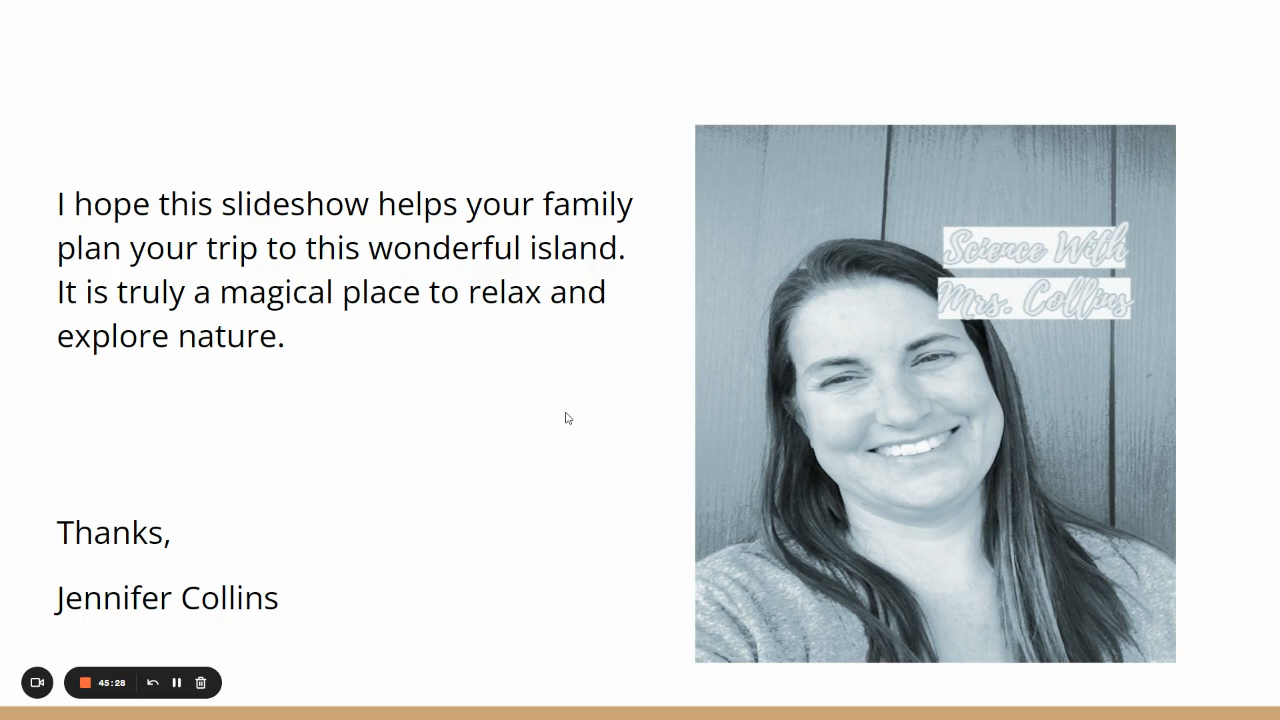 I hope this slideshow helps your family
plan your trip to this wonderful island.
It is truly a magical place to relax and
explore nature.
Science With
Mrs. Collins
Thanks,
Jennifer Collins
45:28